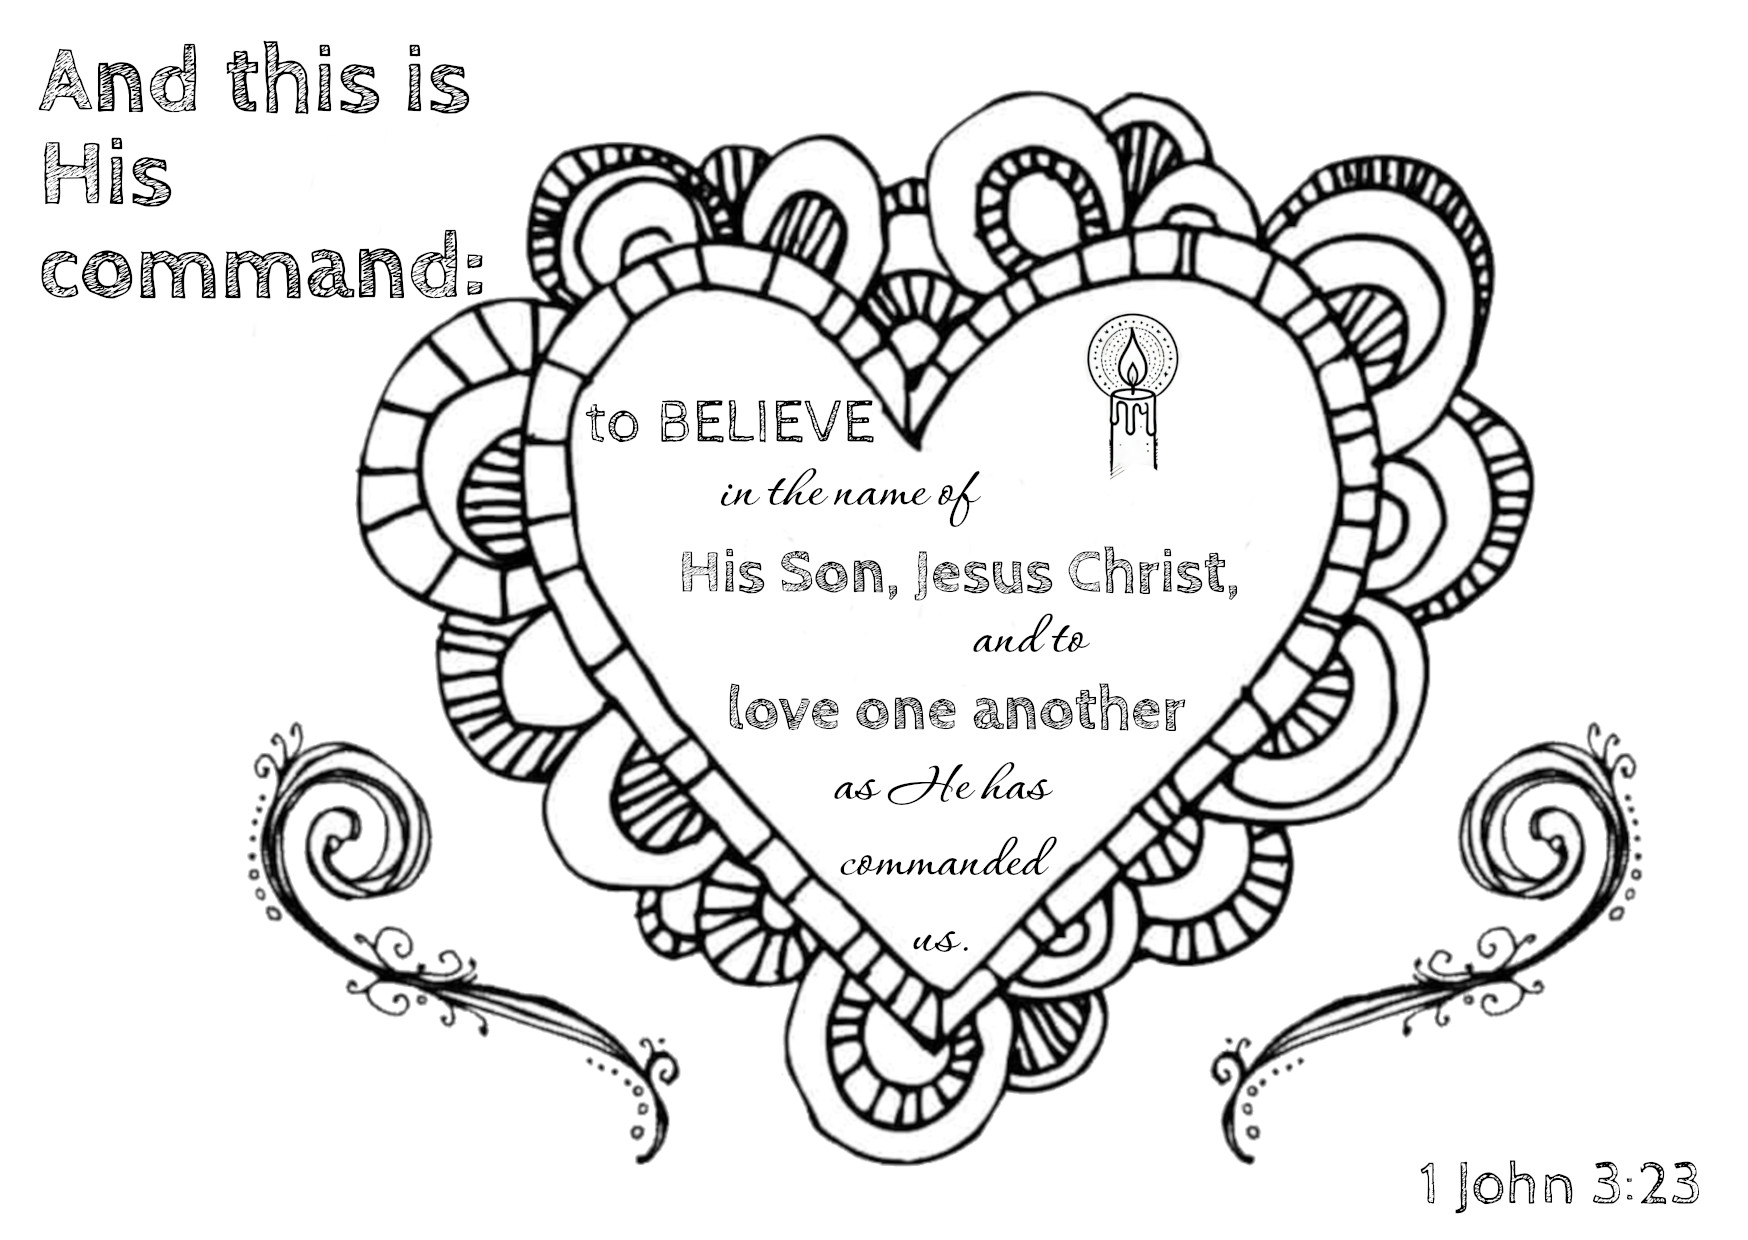 And this is
His
command:
to BELIEVE
in the name of
His Son, Jesus Christ,
and to
love one another
as He has
commanded
us.
1 John 3:23